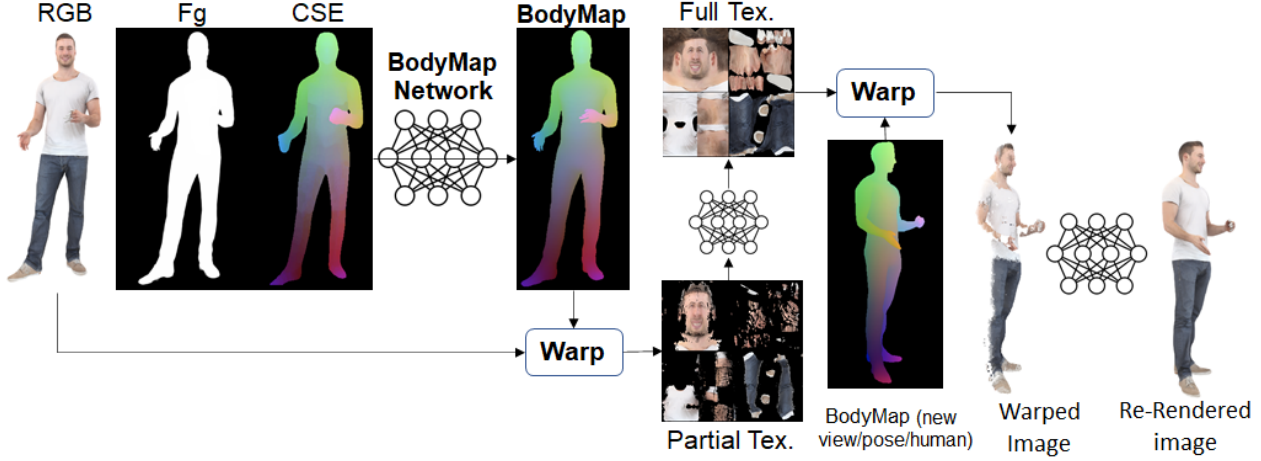 RGB
Fg
CSE
BodyMap
Full Tex.
BodyMap
Network
Warp
Warp
Partial Tex.
BodyMap (new
view/pose/human)
Warped
Image
Re-Rendered
image